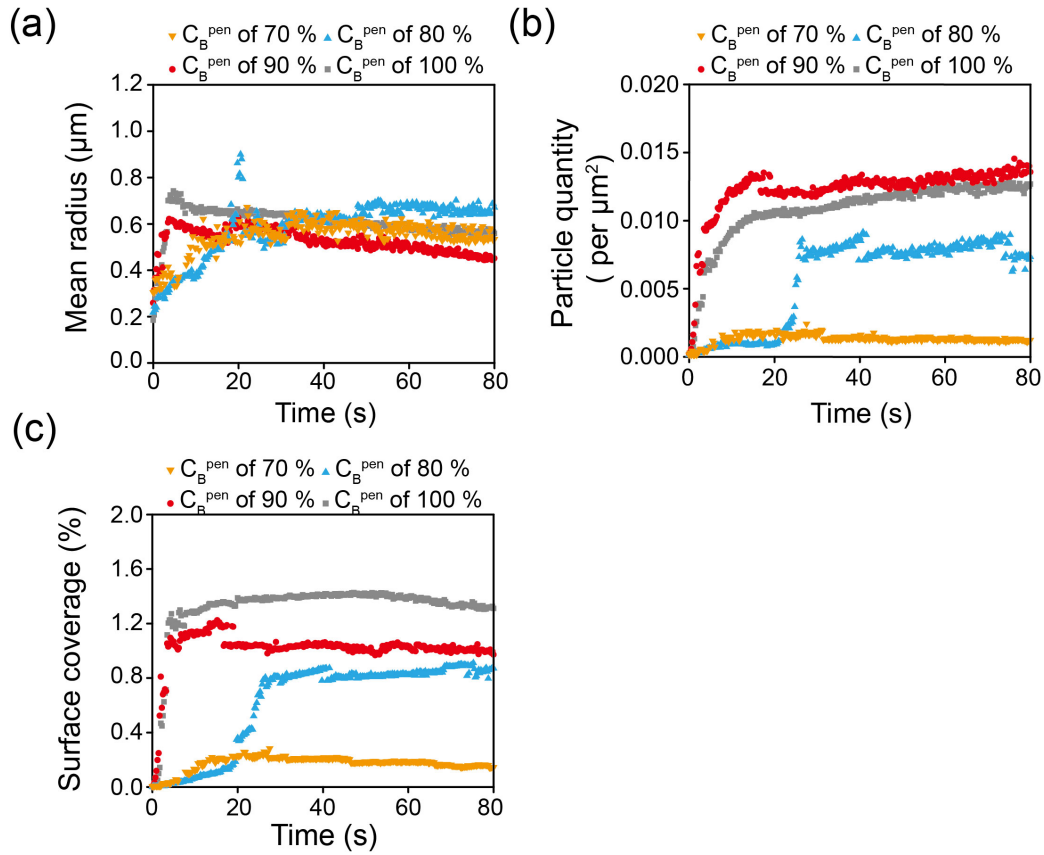 (a)
C_B^pen of 70 % C_B^pen of 80 %
C_B^pen of 90 % C_B^pen of 100 %
1.2
1.0
0.8
0.6
0.4
0.2
0.0
Mean radius (μm)
0 20 40 60 80
Time (s)
(b)
C_B^pen of 70 % C_B^pen of 80 %
C_B^pen of 90 % C_B^pen of 100 %
0.020
0.015
0.010
0.005
0.000
Particle quantity
( per μm²)
0 20 40 60 80
Time (s)
(c)
C_B^pen of 70 % C_B^pen of 80 %
C_B^pen of 90 % C_B^pen of 100 %
2.0
1.6
1.2
0.8
0.4
0.0
Surface coverage (%)
0 20 40 60 80
Time (s)